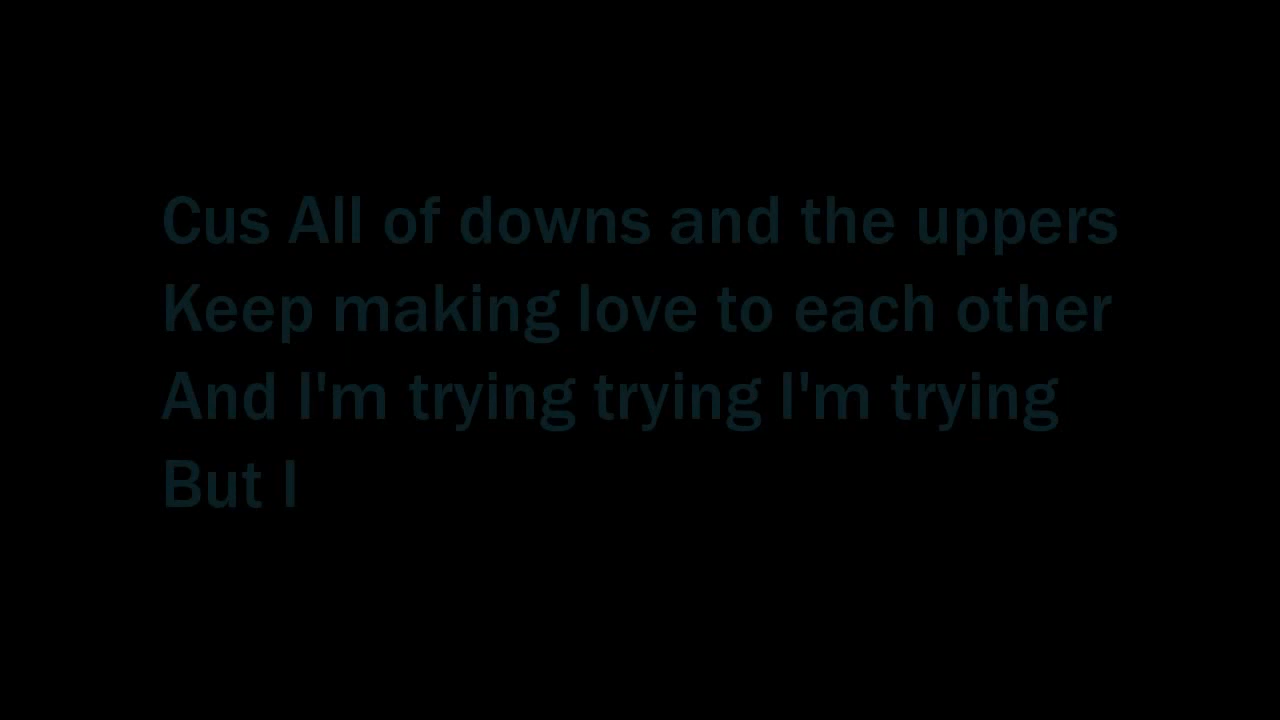 Cus All of downs and the uppers
Keep making love to each other
And I'm trying trying I'm trying
But I